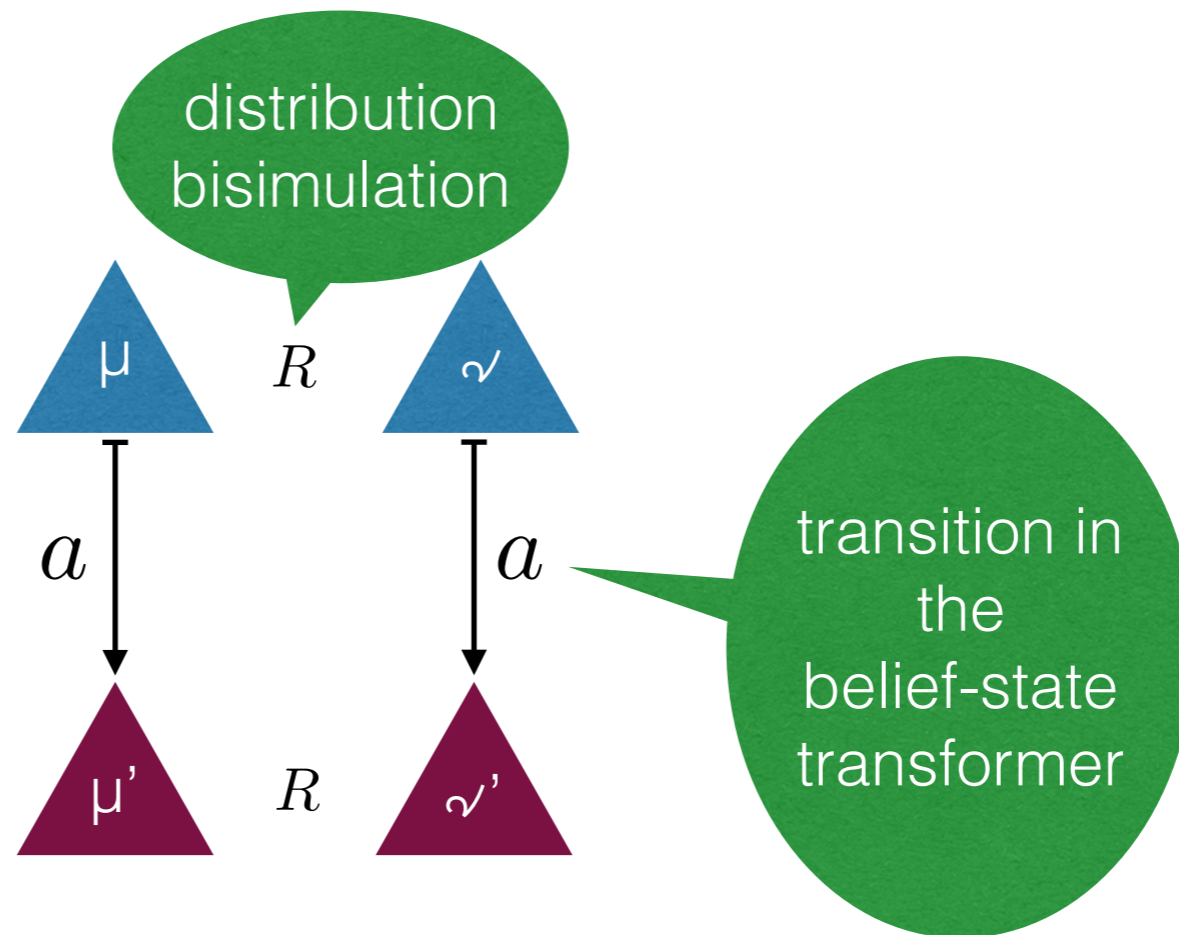 distribution
bisimulation
μ R 𝜈
a a
transition in
the
belief-state
transformer
μ’ R 𝜈’